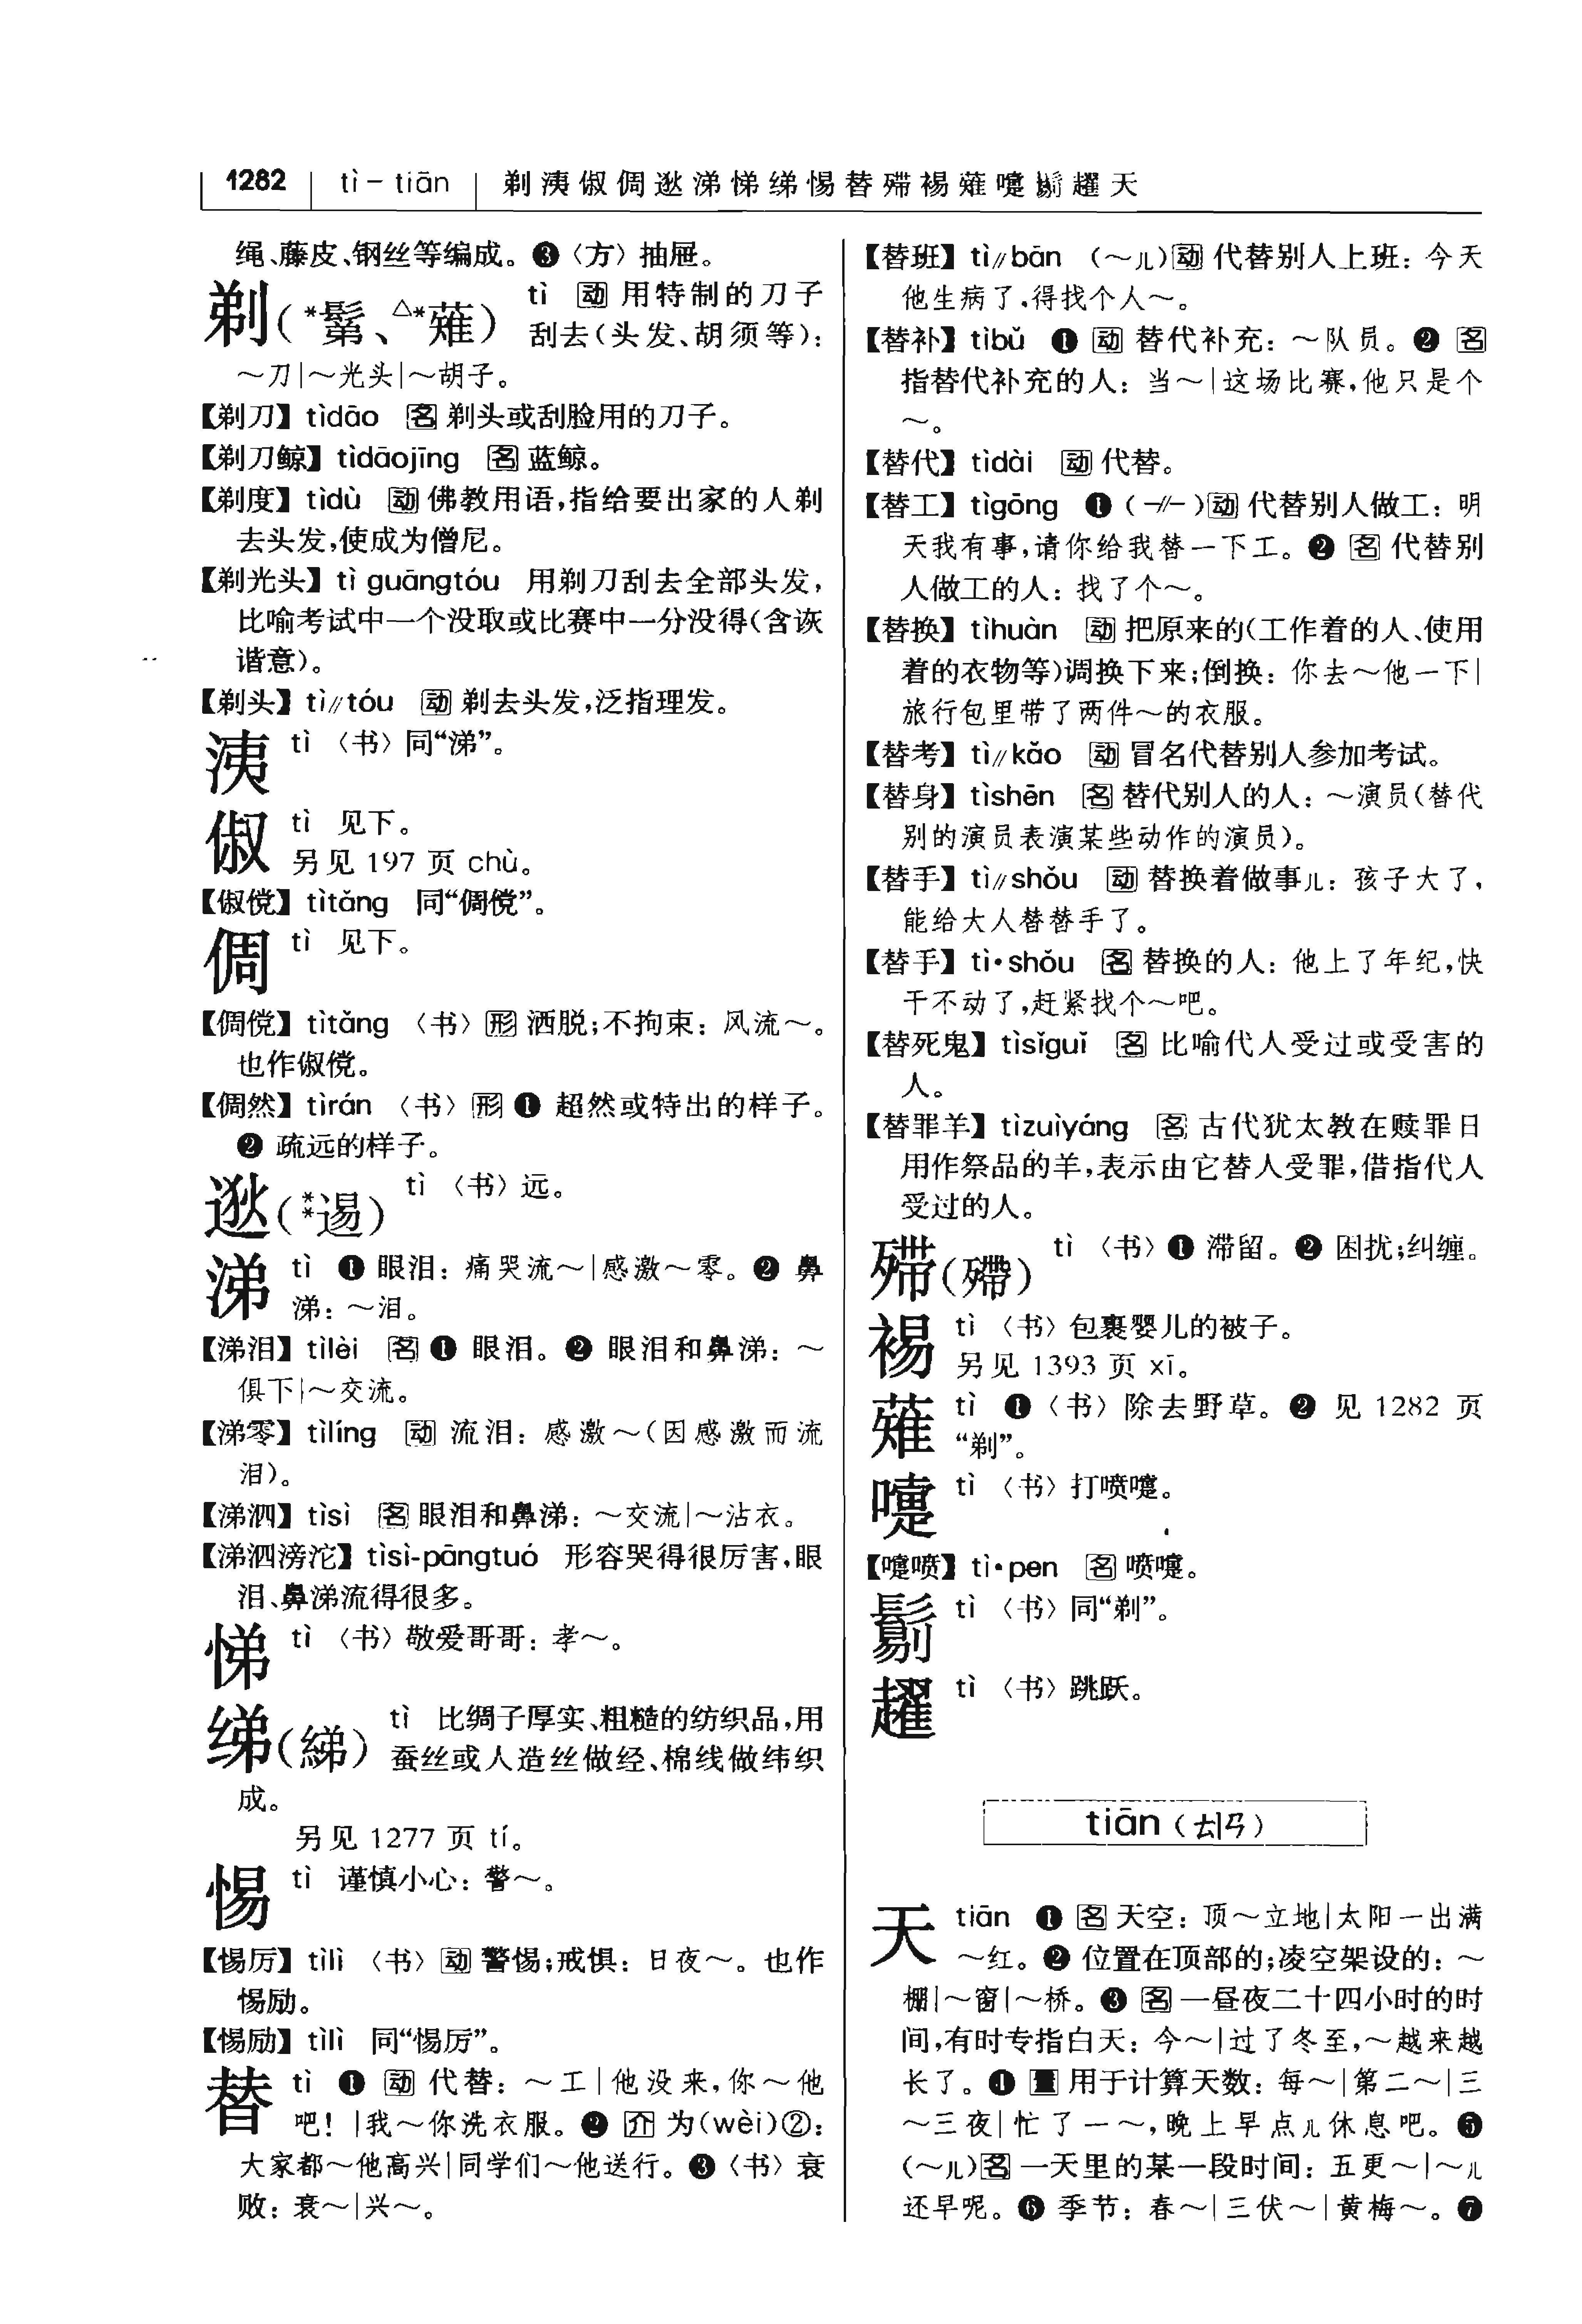 1282 tì－tiān 剃洟俶倜逖涕悌绨惕替殢裼薙嚏鬄趯天
绳、藤皮、钢丝等编成。❸〈方〉抽屉。
剃（*鬀、△*薙） tì 动 用特制的刀子
刮去（头发、胡须等）：
～刀|～光头|～胡子。
【剃刀】tìdāo 名 剃头或刮脸用的刀子。
【剃刀鲸】tìdāojīng 名 蓝鲸。
【剃度】tìdù 动 佛教用语，指给要出家的人剃
去头发，使成为僧尼。
【剃光头】tì guāngtóu 用剃刀刮去全部头发，
比喻考试中一个没取或比赛中一分没得（含诙
谐意）。
【剃头】tì∥tóu 动 剃去头发，泛指理发。
洟 tì 〈书〉同“涕”。
俶 tì 见下。
另见 197 页 chù。
【俶傥】tìtǎng 同“倜傥”。
倜 tì 见下。
【倜傥】tìtǎng 〈书〉形 洒脱；不拘束：风流～。
也作俶傥。
【倜然】tìrán 〈书〉形 ❶ 超然或特出的样子。
❷ 疏远的样子。
逖（**逷） tì 〈书〉远。
涕 tì ❶ 眼泪：痛哭流～|感激～零。❷ 鼻
涕：～泪。
【涕泪】tìlèi 名 ❶ 眼泪。❷ 眼泪和鼻涕：～
俱下|～交流。
【涕零】tìlíng 动 流泪：感激～（因感激而流
泪）。
【涕泗】tìsì 名 眼泪和鼻涕：～交流|～沾衣。
【涕泗滂沱】tìsì-pāngtuó 形容哭得很厉害，眼
泪、鼻涕流得很多。
悌 tì 〈书〉敬爱哥哥：孝～。
绨（綈） tì 比绸子厚实、粗糙的纺织品，用
蚕丝或人造丝做经、棉线做纬织
成。
另见 1277 页 tí。
惕 tì 谨慎小心：警～。
【惕厉】tìlì 〈书〉动 警惕；戒惧：日夜～。也作
惕励。
【惕励】tìlì 同“惕厉”。
替 tì ❶ 动 代替：～工|他没来，你～他
吧！|我～你洗衣服。❷ 介 为（wèi）②：
大家都～他高兴|同学们～他送行。❸〈书〉衰
败：衰～|兴～。
【替班】tì∥bān （～儿）动 代替别人上班：今天
他生病了，得找个人～。
【替补】tìbǔ ❶ 动 替代补充：～队员。❷ 名
指替代补充的人：当～|这场比赛，他只是个
～。
【替代】tìdài 动 代替。
【替工】tìgōng ❶（-∥-）动 代替别人做工：明
天我有事，请你给我替一下工。❷ 名 代替别
人做工的人：找了个～。
【替换】tìhuàn 动 把原来的（工作着的人、使用
着的衣物等）调换下来；倒换：你去～他一下|
旅行包里带了两件～的衣服。
【替考】tì∥kǎo 动 冒名代替别人参加考试。
【替身】tìshēn 名 替代别人的人：～演员（替代
别的演员表演某些动作的演员）。
【替手】tì∥shǒu 动 替换着做事儿：孩子大了，
能给大人替替手了。
【替手】tì•shǒu 名 替换的人：他上了年纪，快
干不动了，赶紧找个～吧。
【替死鬼】tìsǐguǐ 名 比喻代人受过或受害的
人。
【替罪羊】tìzuìyáng 名 古代犹太教在赎罪日
用作祭品的羊，表示由它替人受罪，借指代人
受过的人。
殢（殢） tì 〈书〉❶ 滞留。❷ 困扰；纠缠。
裼 tì 〈书〉包裹婴儿的被子。
另见 1393 页 xī。
薙 tì ❶〈书〉除去野草。❷ 见 1282 页
“剃”。
嚏 tì 〈书〉打喷嚏。
【嚏喷】tì•pen 名 喷嚏。
鬄 tì 〈书〉同“剃”。
趯 tì 〈书〉跳跃。
tiān（ㄊㄧㄢ）
天 tiān ❶ 名 天空：顶～立地|太阳一出满
～红。❷ 位置在顶部的；凌空架设的：～
棚|～窗|～桥。❸ 名 一昼夜二十四小时的时
间，有时专指白天：今～|过了冬至，～越来越
长了。❹ 量 用于计算天数：每～|第二～|三
～三夜|忙了一～，晚上早点儿休息吧。❺
（～儿）名 一天里的某一段时间：五更～|～儿
还早呢。❻ 季节：春～|三伏～|黄梅～。❼